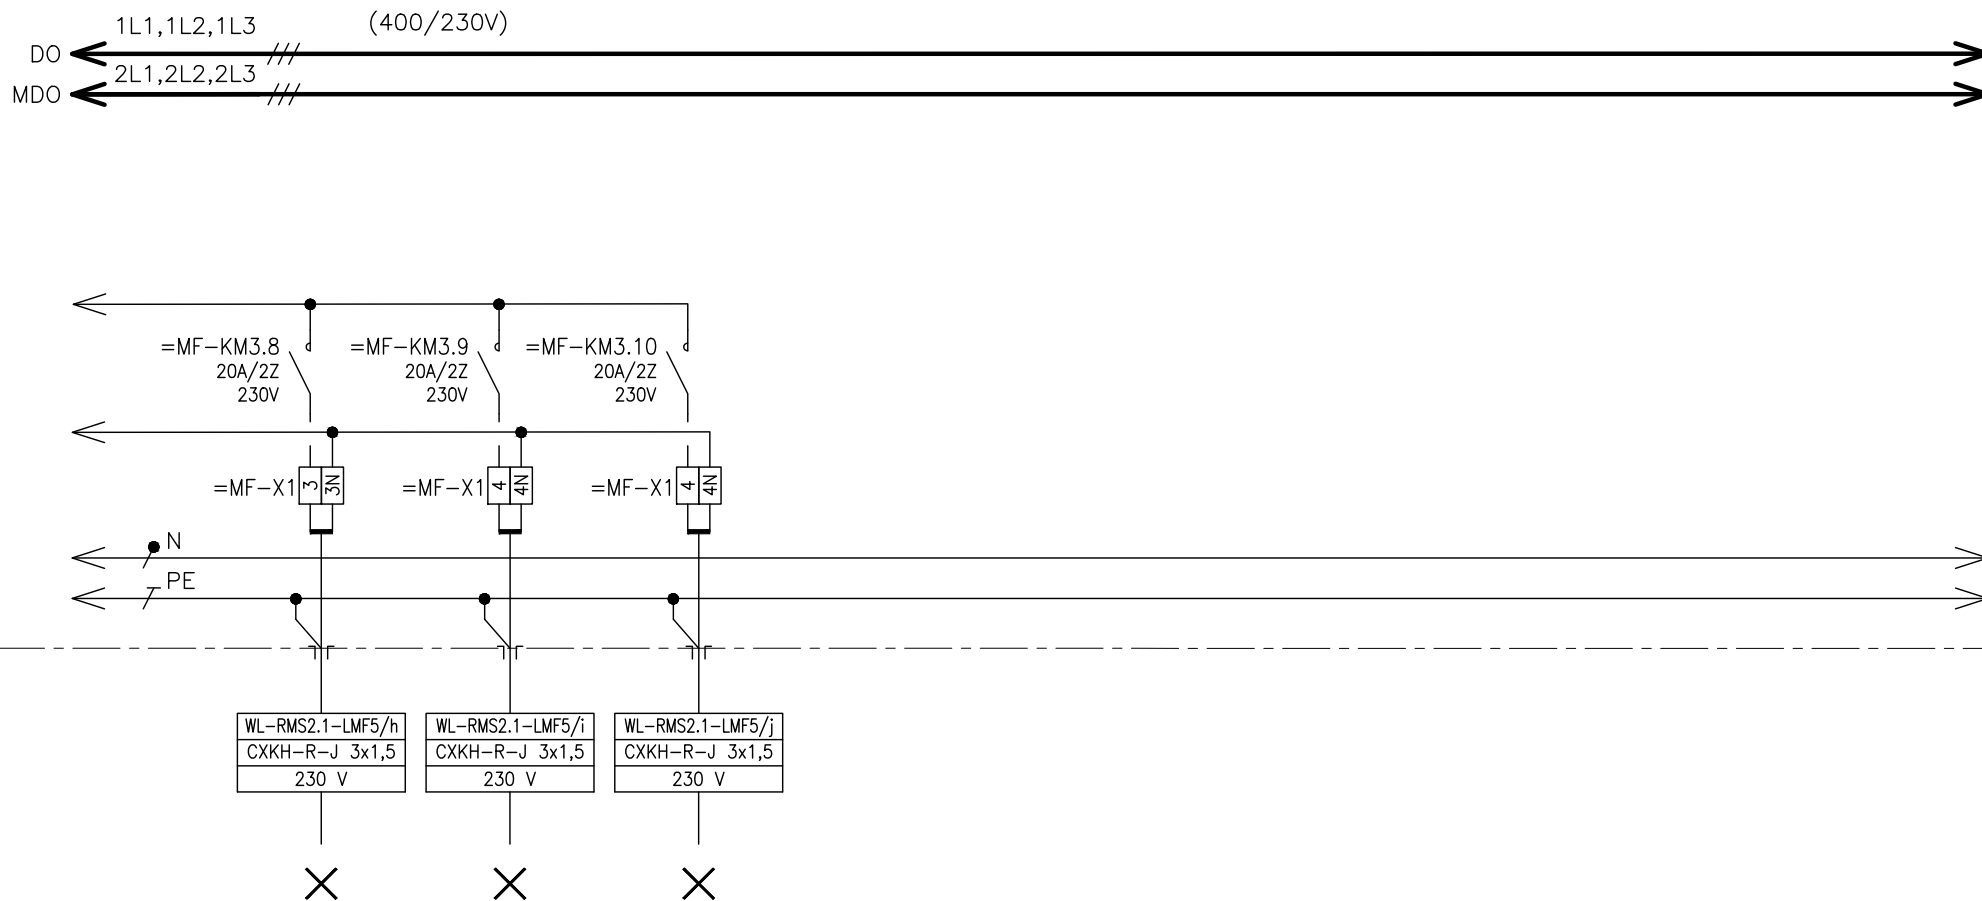 1L1,1L2,1L3 (400/230V)
DO
2L1,2L2,2L3
MDO
=MF-KM3.8
20A/2Z
230V
=MF-KM3.9
20A/2Z
230V
=MF-KM3.10
20A/2Z
230V
=MF-X1 3 3N
=MF-X1 4 4N
=MF-X1 4 4N
N
PE
WL-RMS2.1-LMF5/h
CXKH-R-J 3x1,5
230 V
WL-RMS2.1-LMF5/i
CXKH-R-J 3x1,5
230 V
WL-RMS2.1-LMF5/j
CXKH-R-J 3x1,5
230 V